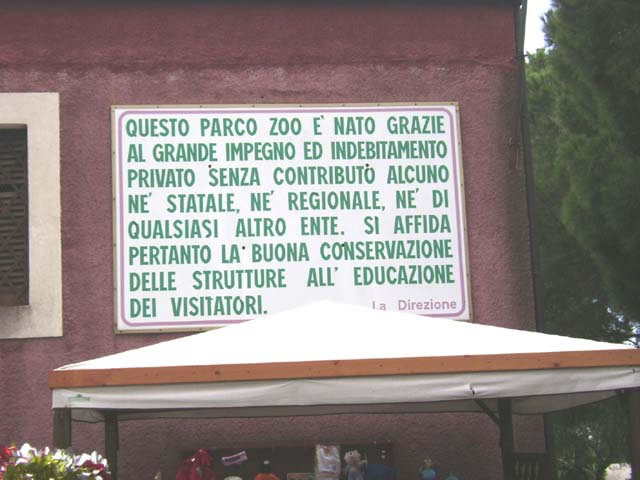 QUESTO PARCO ZOO E' NATO GRAZIE
AL GRANDE IMPEGNO ED INDEBITAMENTO
PRIVATO SENZA CONTRIBUTO ALCUNO
NE' STATALE, NE' REGIONALE, NE' DI
QUALSIASI ALTRO ENTE. SI AFFIDA
PERTANTO LA BUONA CONSERVAZIONE
DELLE STRUTTURE ALL' EDUCAZIONE
DEI VISITATORI.
La Direzione